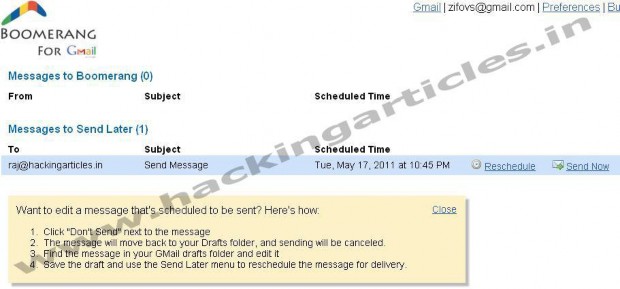 Gmail | zifovs@gmail.com | Preferences | Bu
BOOMERANG
FOR Gmail
Messages to Boomerang (0)
From Subject Scheduled Time
Messages to Send Later (1)
To Subject Scheduled Time
raj@hackingarticles.in Send Message Tue, May 17, 2011 at 10:45 PM Reschedule Send Now
Want to edit a message that's scheduled to be sent? Here's how: Close
1. Click "Don't Send" next to the message
2. The message will move back to your Drafts folder, and sending will be canceled.
3. Find the message in your GMail drafts folder and edit it
4. Save the draft and use the Send Later menu to reschedule the message for delivery.
www.hackingarticles.in